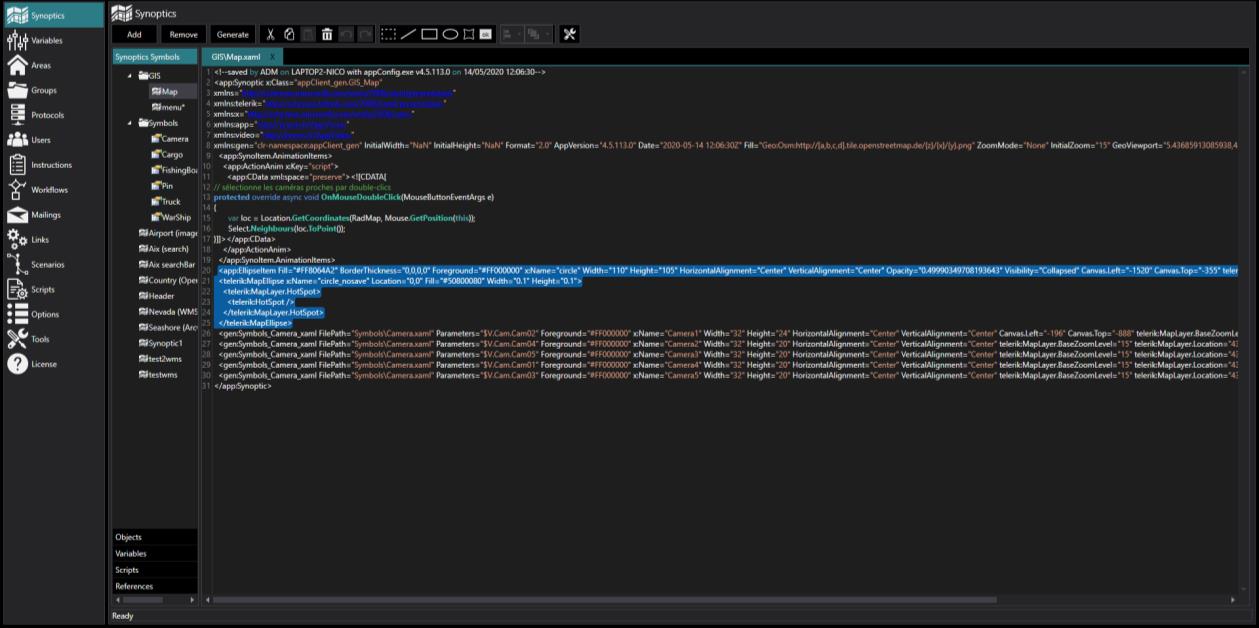 Synoptics
Variables
Areas
Groups
Protocols
Users
Instructions
Workflows
Mailings
Links
Scenarios
Scripts
Options
Tools
License
Synoptics
Add Remove Generate
Synoptics Symbols
GIS
Map
menu*
Symbols
Camera
Cargo
FishingBoa
Pin
Truck
WarShip
Airport (image
Aix (search)
Aix searchBar
Country (Ope
Header
Nevada (WMS
Seashore (Arc
Synoptic1
test2wms
testwms
Objects
Variables
Scripts
References
Ready
GIS\Map.xaml X
1 <!--saved by ADM on LAPTOP2-NICO with appConfig.exe v4.5.113.0 on 14/05/2020 12:06:30-->
2 <app:Synoptic x:Class="appClient_gen.GIS_Map"
3 xmlns="
4 xmlns:telerik="
5 xmlns:x="
6 xmlns:app="
7 xmlns:video="
8 xmlns:gen="clr-namespace:appClient_gen" InitialWidth="NaN" InitialHeight="NaN" Format="2.0" AppVersion="4.5.113.0" Date="2020-05-14 12:06:30Z" Fill="Geo:Osm:http://{a,b,c,d}.tile.openstreetmap.de/{z}/{x}/{y}.png" ZoomMode="None" InitialZoom="15" GeoViewport="5.43685913085938,4
9 <app:SynoItem.AnimationItems>
10 <app:ActionAnim x:Key="script">
11 <app:CData xml:space="preserve"><![CDATA[
12 // sélectionne les caméras proches par double-clics
13 protected override async void OnMouseDoubleClick(MouseButtonEventArgs e)
14 {
15 var loc = Location.GetCoordinates(RadMap, Mouse.GetPosition(this));
16 Select.Neighbours(loc.ToPoint());
17 }]]></app:CData>
18 </app:ActionAnim>
19 </app:SynoItem.AnimationItems>
20 <app:EllipseItem Fill="#FF8064A2" BorderThickness="0,0,0,0" Foreground="#FF000000" x:Name="circle" Width="110" Height="105" HorizontalAlignment="Center" VerticalAlignment="Center" Opacity="0.49990349708193643" Visibility="Collapsed" Canvas.Left="-1520" Canvas.Top="-355" teler
21 <telerik:MapEllipse x:Name="circle_nosave" Location="0,0" Fill="#50800080" Width="0.1" Height="0.1">
22 <telerik:MapLayer.HotSpot>
23 <telerik:HotSpot />
24 </telerik:MapLayer.HotSpot>
25 </telerik:MapEllipse>
26 <gen:Symbols_Camera_xaml FilePath="Symbols\Camera.xaml" Parameters="$V.Cam.Cam02" Foreground="#FF000000" x:Name="Camera1" Width="32" Height="24" HorizontalAlignment="Center" VerticalAlignment="Center" Canvas.Left="-196" Canvas.Top="-888" telerik:MapLayer.BaseZoomLe
27 <gen:Symbols_Camera_xaml FilePath="Symbols\Camera.xaml" Parameters="$V.Cam.Cam04" Foreground="#FF000000" x:Name="Camera2" Width="32" Height="20" HorizontalAlignment="Center" VerticalAlignment="Center" telerik:MapLayer.BaseZoomLevel="15" telerik:MapLayer.Location="43
28 <gen:Symbols_Camera_xaml FilePath="Symbols\Camera.xaml" Parameters="$V.Cam.Cam05" Foreground="#FF000000" x:Name="Camera3" Width="32" Height="20" HorizontalAlignment="Center" VerticalAlignment="Center" telerik:MapLayer.BaseZoomLevel="15" telerik:MapLayer.Location="43
29 <gen:Symbols_Camera_xaml FilePath="Symbols\Camera.xaml" Parameters="$V.Cam.Cam01" Foreground="#FF000000" x:Name="Camera4" Width="32" Height="20" HorizontalAlignment="Center" VerticalAlignment="Center" telerik:MapLayer.BaseZoomLevel="15" telerik:MapLayer.Location="43
30 <gen:Symbols_Camera_xaml FilePath="Symbols\Camera.xaml" Parameters="$V.Cam.Cam03" Foreground="#FF000000" x:Name="Camera5" Width="32" Height="20" HorizontalAlignment="Center" VerticalAlignment="Center" telerik:MapLayer.BaseZoomLevel="15" telerik:MapLayer.Location="43
31 </app:Synoptic>